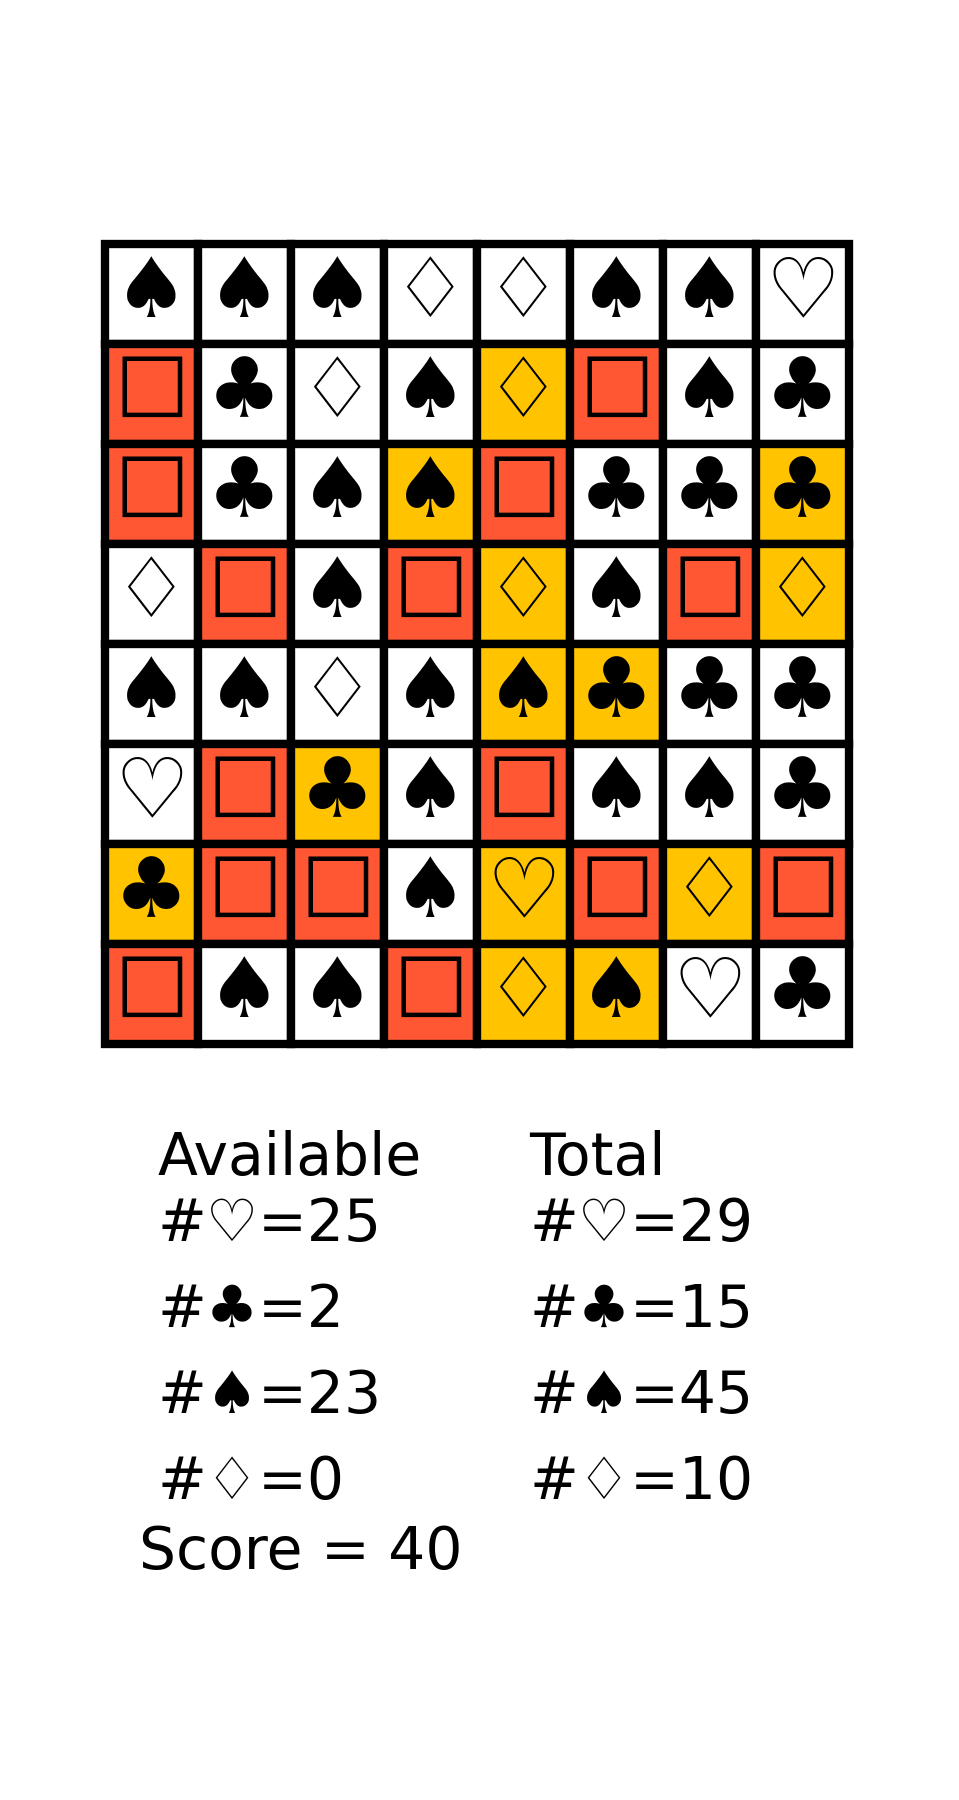 ♠ ♠ ♠ ♢ ♢ ♠ ♠ ♡
□ ♣ ♢ ♠ ♢ □ ♠ ♣
□ ♣ ♠ ♠ □ ♣ ♣ ♣
♢ □ ♠ □ ♢ ♠ □ ♢
♠ ♠ ♢ ♠ ♠ ♣ ♣ ♣
♡ □ ♣ ♠ □ ♠ ♠ ♣
♣ □ □ ♠ ♡ □ ♢ □
□ ♠ ♠ □ ♢ ♠ ♡ ♣
Available Total
#♡=25 #♡=29
#♣=2 #♣=15
#♠=23 #♠=45
#♢=0 #♢=10
Score = 40